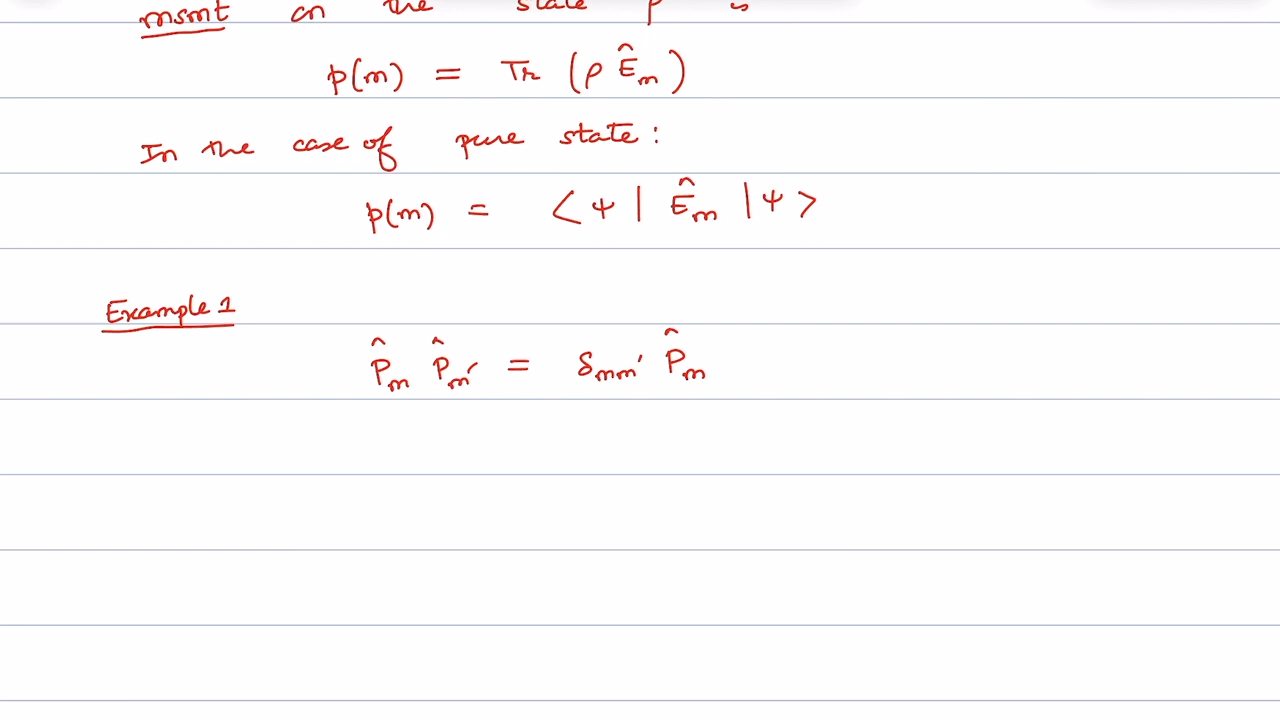 msmt on the state ρ is
p(m) = Tr (ρ Ê_m)
In the case of pure state:
p(m) = ⟨ψ| Ê_m |ψ⟩
Example 1
P̂_m P̂_m′ = δ_mm′ P̂_m